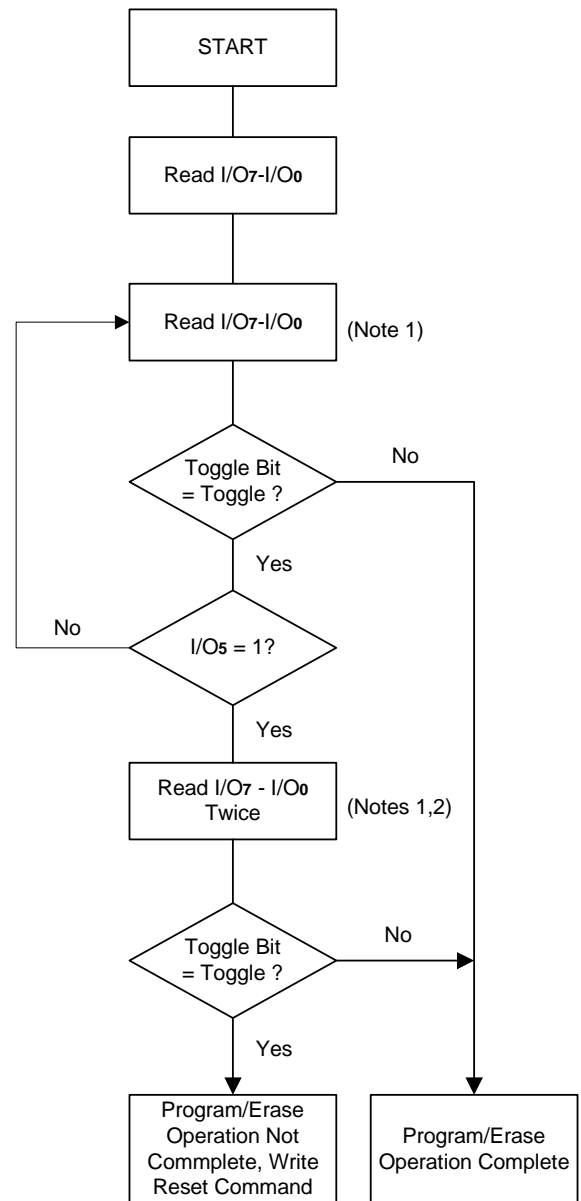 START
Read I/O7-I/O0
Read I/O7-I/O0
(Note 1)
Toggle Bit
= Toggle ?
No
Yes
I/O5 = 1?
No
Yes
Read I/O7 - I/O0
Twice
(Notes 1,2)
Toggle Bit
= Toggle ?
No
Yes
Program/Erase
Operation Not
Commplete, Write
Reset Command
Program/Erase
Operation Complete